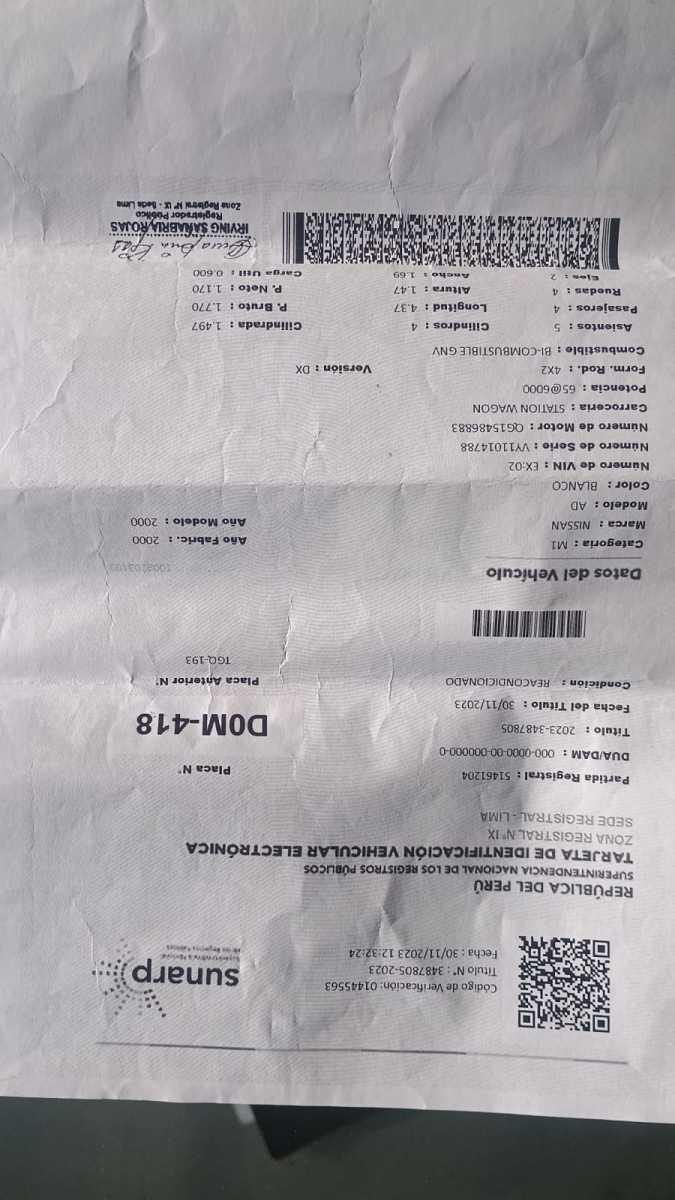 Código de Verificación: 01445563
Título N° : 3487805-2023
Fecha : 30/11/2023 12:32:24
sunarp
REPÚBLICA DEL PERÚ
SUPERINTENDENCIA NACIONAL DE LOS REGISTROS PÚBLICOS
TARJETA DE IDENTIFICACIÓN VEHICULAR ELECTRÓNICA
ZONA REGISTRAL N° IX
SEDE REGISTRAL - LIMA
Partida Registral : 51461204
Placa N°
DUA/DAM : 000-0000-00-000000-0
Título : 2023-3487805
D0M-418
Fecha del Título : 30/11/2023
Condición : REACONDICIONADO
Placa Anterior N°
TGQ-193
Datos del Vehículo
Categoría : M1
Año Fabric. : 2000
Marca : NISSAN
Año Modelo : 2000
Modelo : AD
Color : BLANCO
Número de VIN : EX:02
Número de Serie : VY11014788
Número de Motor : QG15486883
Carrocería : STATION WAGON
Potencia : 65@6000
Form. Rod. : 4X2
Versión : DX
Combustible : BI-COMBUSTIBLE GNV
Asientos : 5 Cilindros : 4 Cilindrada : 1.497
Pasajeros : 4 Longitud : 4.37 P. Bruto : 1.770
Ruedas : 4 Altura : 1.47 P. Neto : 1.170
Ejes : 2 Ancho : 1.69 Carga Util : 0.600
IRVING SANABRIA ROJAS
Registrador Público
Zona Registral N° IX - Sede Lima